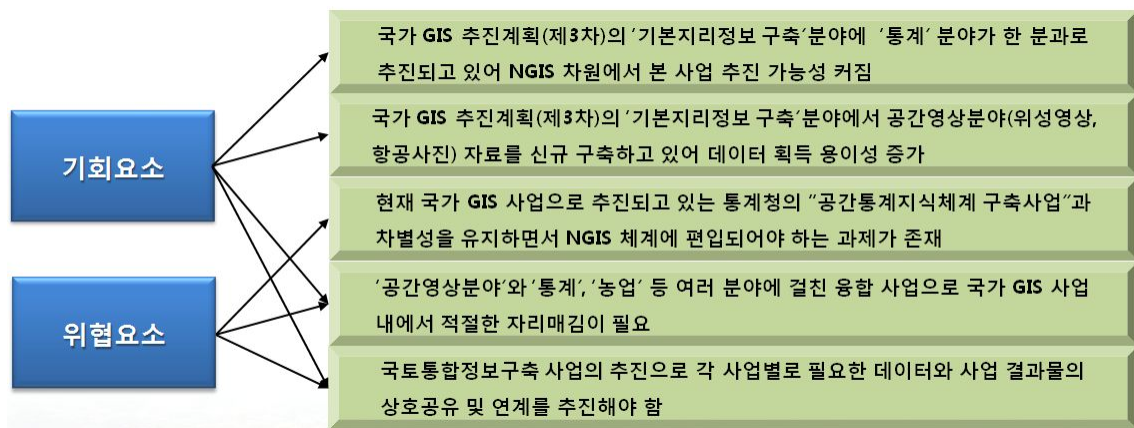 기회요소
위협요소
국가 GIS 추진계획(제3차)의 '기본지리정보 구축'분야에 '통계' 분야가 한 분과로
추진되고 있어 NGIS 차원에서 본 사업 추진 가능성 커짐
국가 GIS 추진계획(제3차)의 '기본지리정보 구축'분야에서 공간영상분야(위성영상,
항공사진) 자료를 신규 구축하고 있어 데이터 획득 용이성 증가
현재 국가 GIS 사업으로 추진되고 있는 통계청의 "공간통계지식체계 구축사업"과
차별성을 유지하면서 NGIS 체계에 편입되어야 하는 과제가 존재
'공간영상분야'와 '통계', '농업' 등 여러 분야에 걸친 융합 사업으로 국가 GIS 사업
내에서 적절한 자리매김이 필요
국토통합정보구축 사업의 추진으로 각 사업별로 필요한 데이터와 사업 결과물의
상호공유 및 연계를 추진해야 함